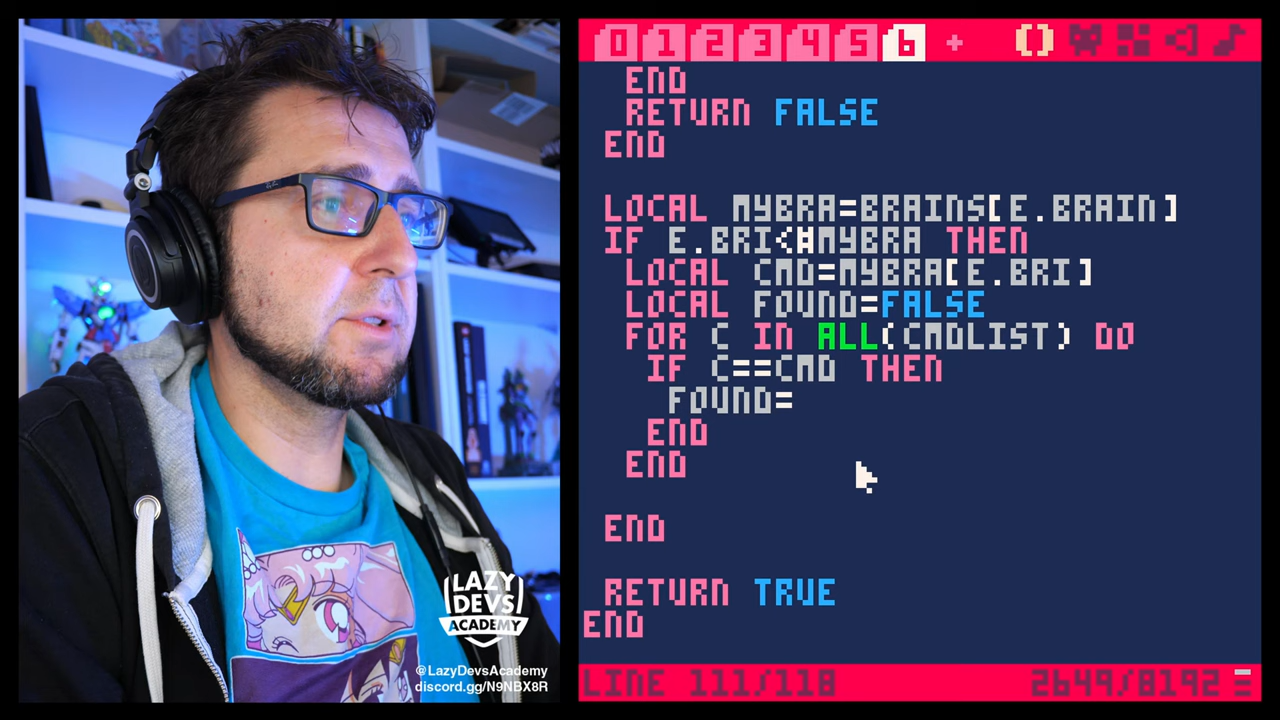 0 1 2 3 4 5 6 + ()
END
RETURN FALSE
END
LOCAL MYBRA=BRAINS[E.BRAIN]
IF E.BRI<#MYBRA THEN
LOCAL CMD=MYBRA[E.BRI]
LOCAL FOUND=FALSE
FOR C IN ALL(CMDLIST) DO
IF C==CMD THEN
FOUND=
END
END
END
RETURN TRUE
END
LINE 111/118 2649/8192
LAZY
DEVS
ACADEMY
@LazyDevsAcademy
discord.gg/N9NBX8R